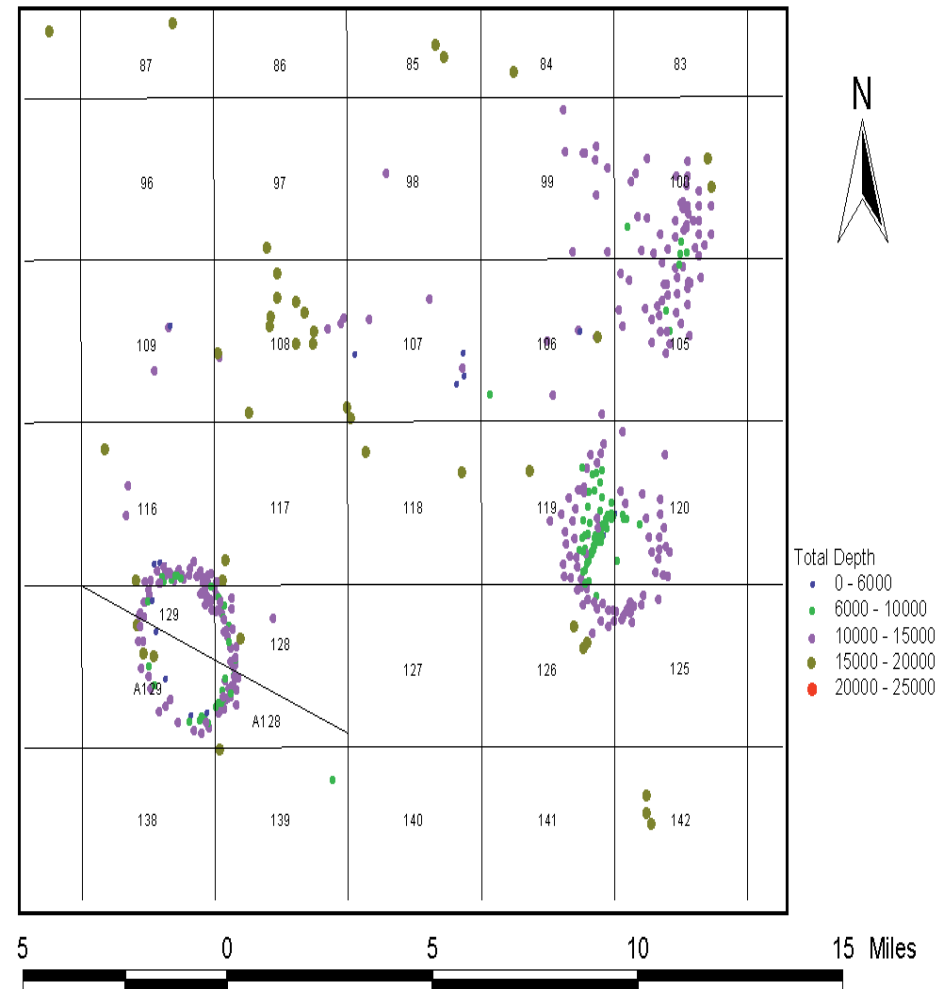 87 86 85 84 83
N
96 97 98 99 100
109 108 107 106 105
116 117 118 119 120
Total Depth
0 - 6000
6000 - 10000
10000 - 15000
15000 - 20000
20000 - 25000
129 128
127 126 125
A129
A128
138 139 140 141 142
5 0 5 10 15 Miles